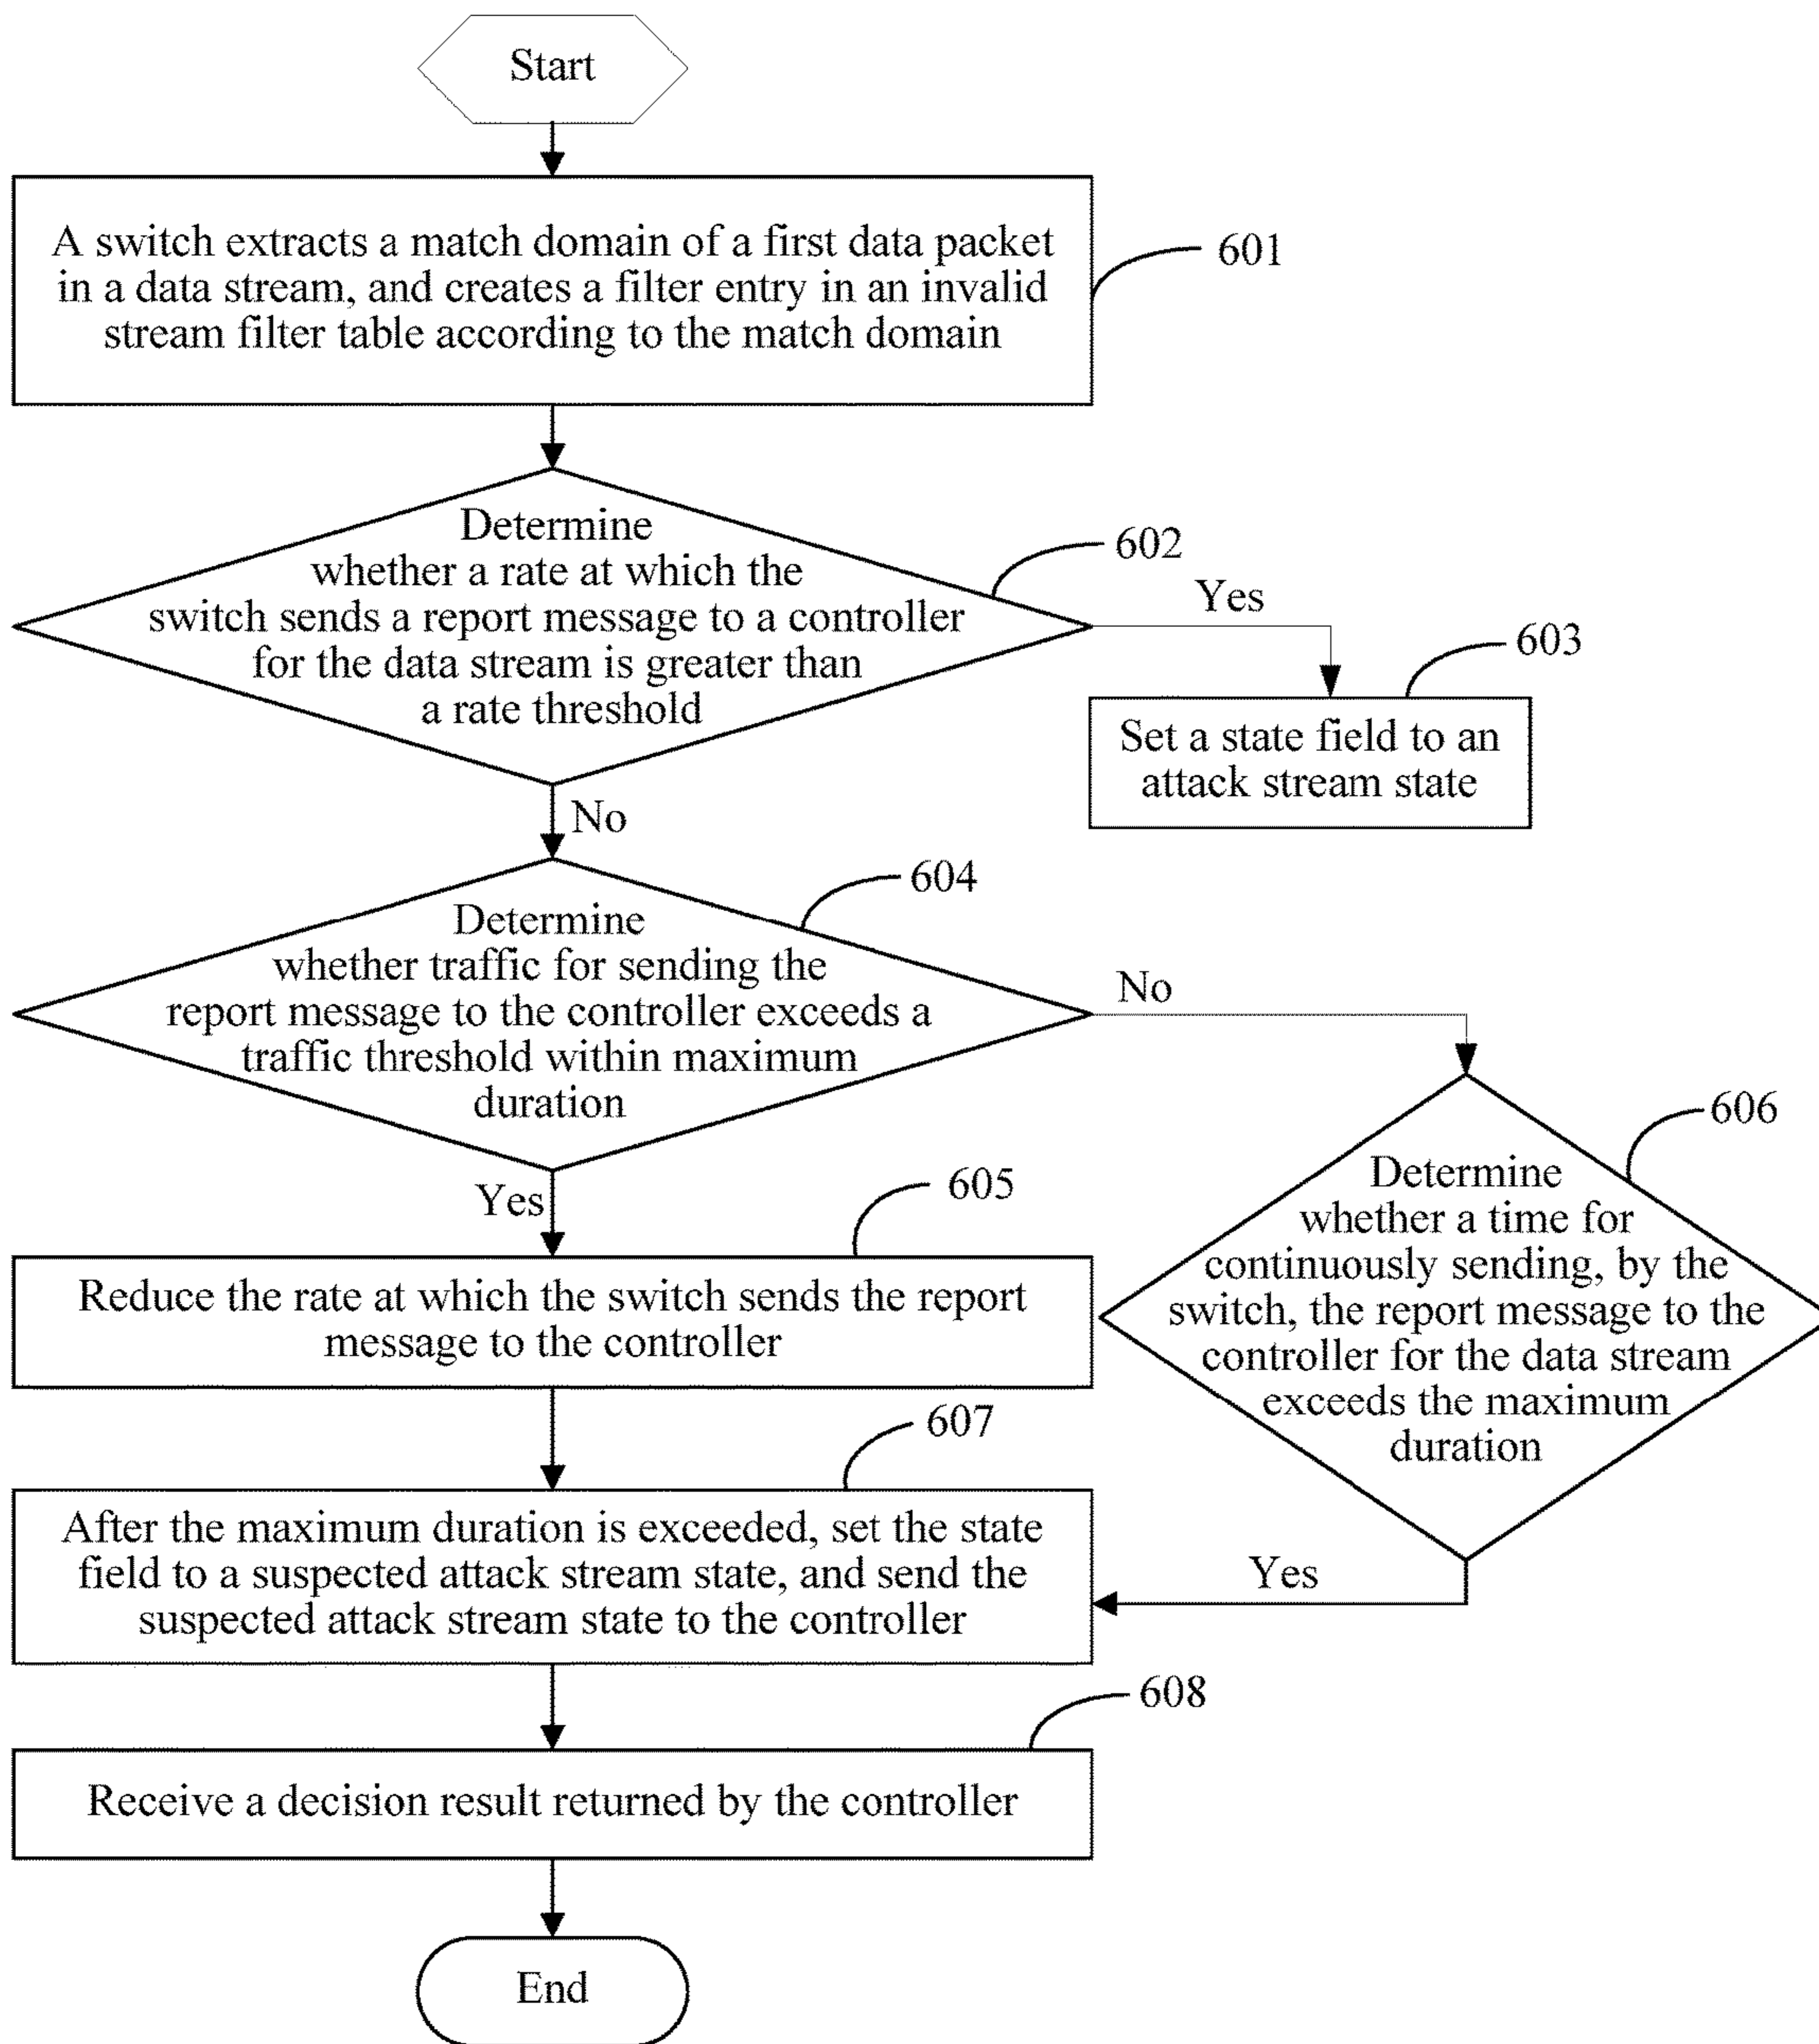 Start
A switch extracts a match domain of a first data packet
in a data stream, and creates a filter entry in an invalid
stream filter table according to the match domain
601
Determine
whether a rate at which the
switch sends a report message to a controller
for the data stream is greater than
a rate threshold
602
Yes
603
Set a state field to an
attack stream state
No
604
Determine
whether traffic for sending the
report message to the controller exceeds a
traffic threshold within maximum
duration
No
606
Determine
whether a time for
continuously sending, by the
switch, the report message to the
controller for the data stream
exceeds the maximum
duration
Yes
605
Reduce the rate at which the switch sends the report
message to the controller
607
After the maximum duration is exceeded, set the state
field to a suspected attack stream state, and send the
suspected attack stream state to the controller
Yes
608
Receive a decision result returned by the controller
End